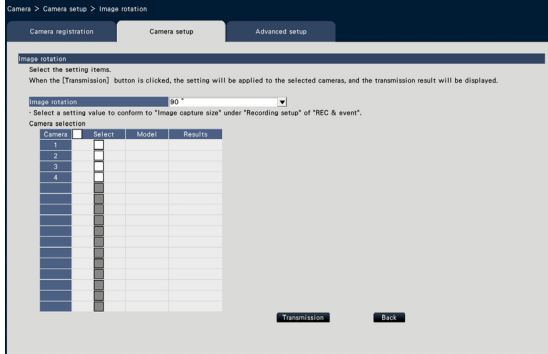 Camera > Camera setup > Image rotation
Camera registration Camera setup Advanced setup
Image rotation
Select the setting items.
When the [Transmission] button is clicked, the setting will be applied to the selected cameras, and the transmission result will be displayed.
Image rotation 90 °
- Select a setting value to conform to "Image capture size" under "Recording setup" of "REC & event".
Camera selection
Camera Select Model Results
1
2
3
4
Transmission Back